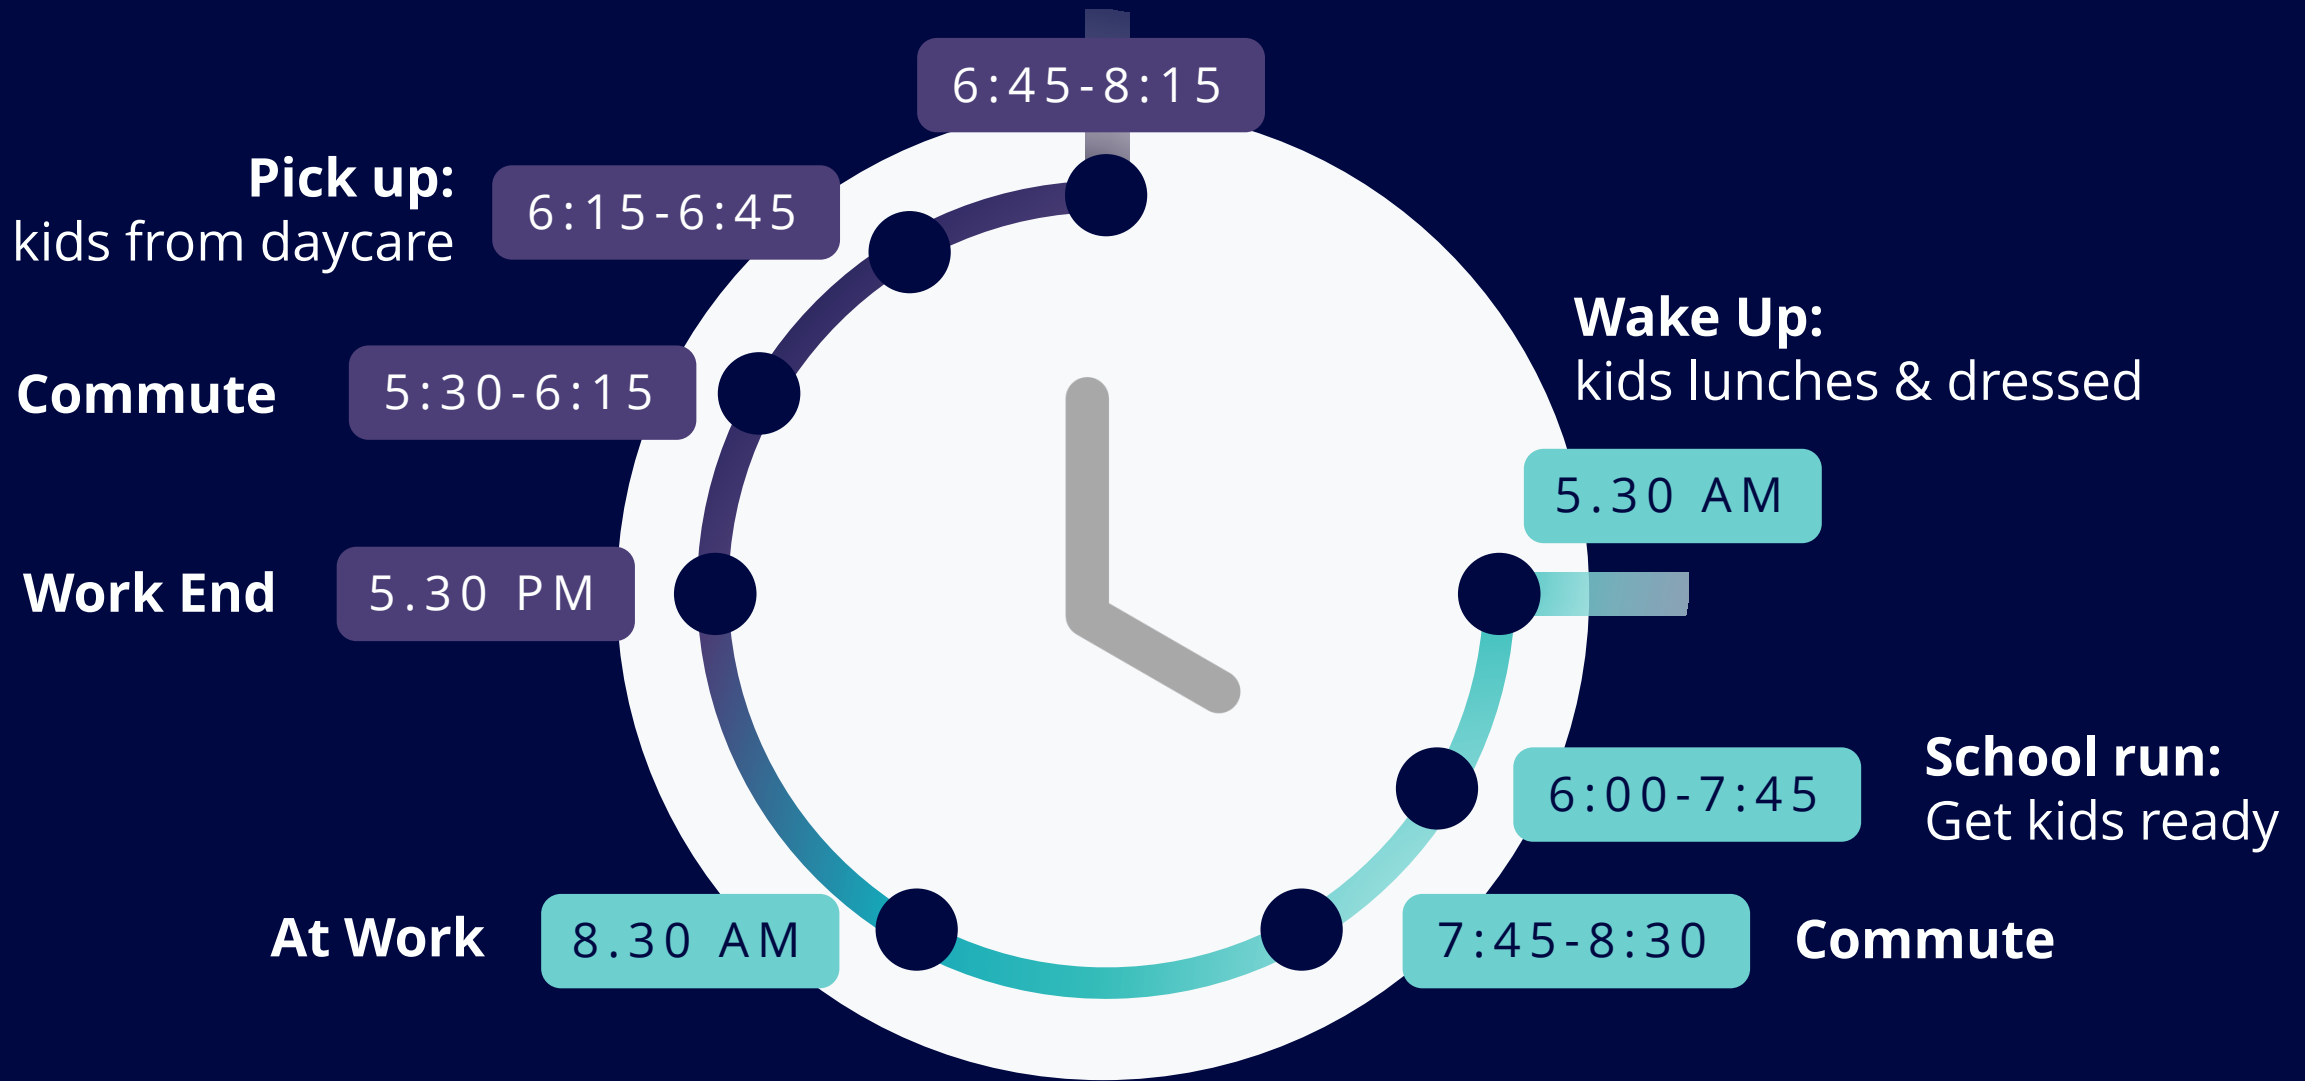 6:45-8:15
Pick up:
kids from daycare
6:15-6:45
Commute
5:30-6:15
Work End
5.30 PM
At Work
8.30 AM
Wake Up:
kids lunches & dressed
5.30 AM
6:00-7:45
School run:
Get kids ready
7:45-8:30
Commute